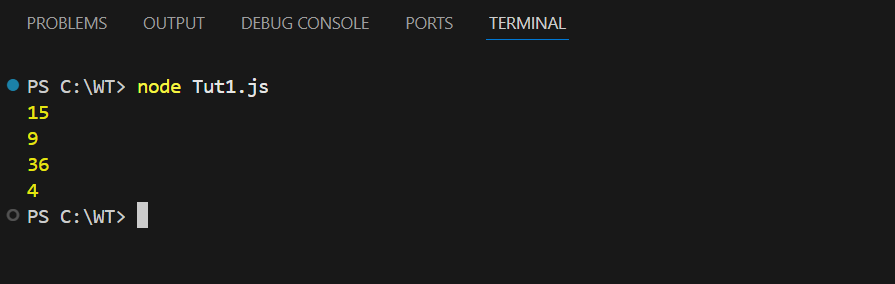 PROBLEMS OUTPUT DEBUG CONSOLE PORTS TERMINAL
PS C:\WT> node Tut1.js
15
9
36
4
PS C:\WT>